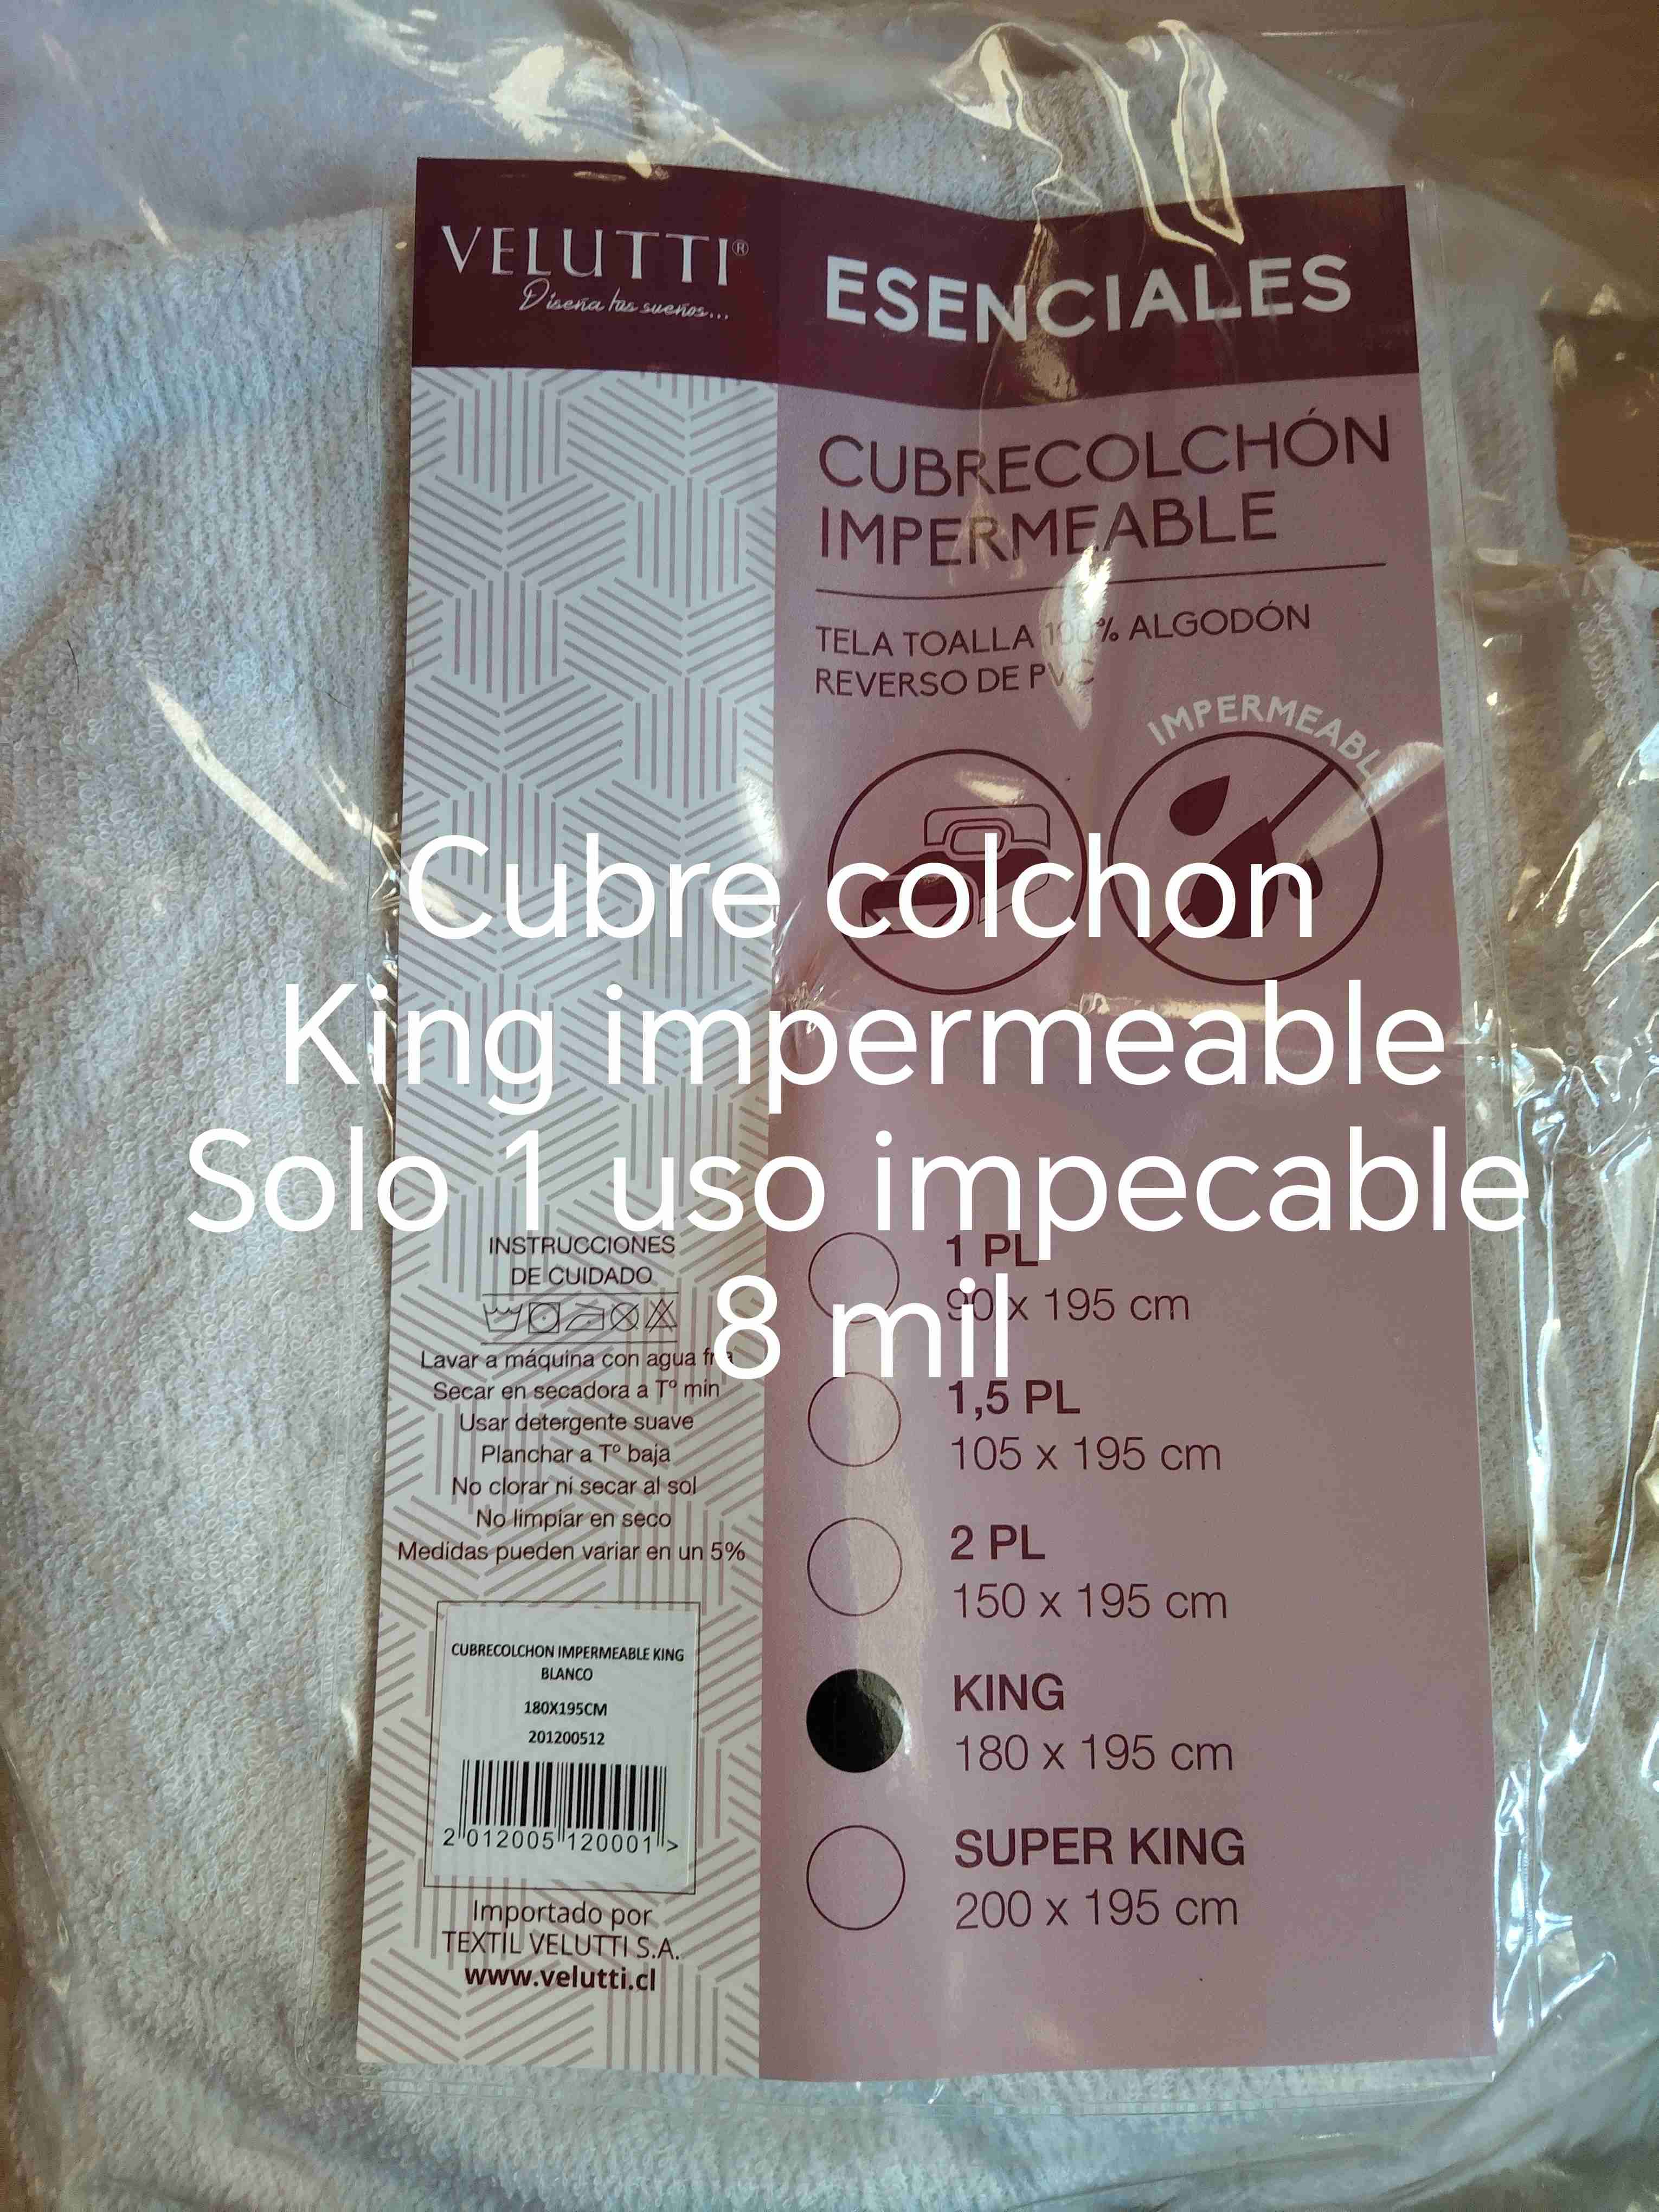 VELUTTI®
Diseña tus sueños...
ESENCIALES
CUBRECOLCHÓN
IMPERMEABLE
TELA TOALLA 100% ALGODÓN
REVERSO DE PVC
IMPERMEABLE
Cubre colchon
King impermeable
Solo 1 uso impecable
8 mil
INSTRUCCIONES
DE CUIDADO
Lavar a máquina con agua fría
Secar en secadora a Tº min
Usar detergente suave
Planchar a Tº baja
No clorar ni secar al sol
No limpiar en seco
Medidas pueden variar en un 5%
CUBRECOLCHON IMPERMEABLE KING
BLANCO
180X195CM
201200512
2 012005 120001 >
Importado por
TEXTIL VELUTTI S.A.
www.velutti.cl
1 PL
90 x 195 cm
1,5 PL
105 x 195 cm
2 PL
150 x 195 cm
KING
180 x 195 cm
SUPER KING
200 x 195 cm